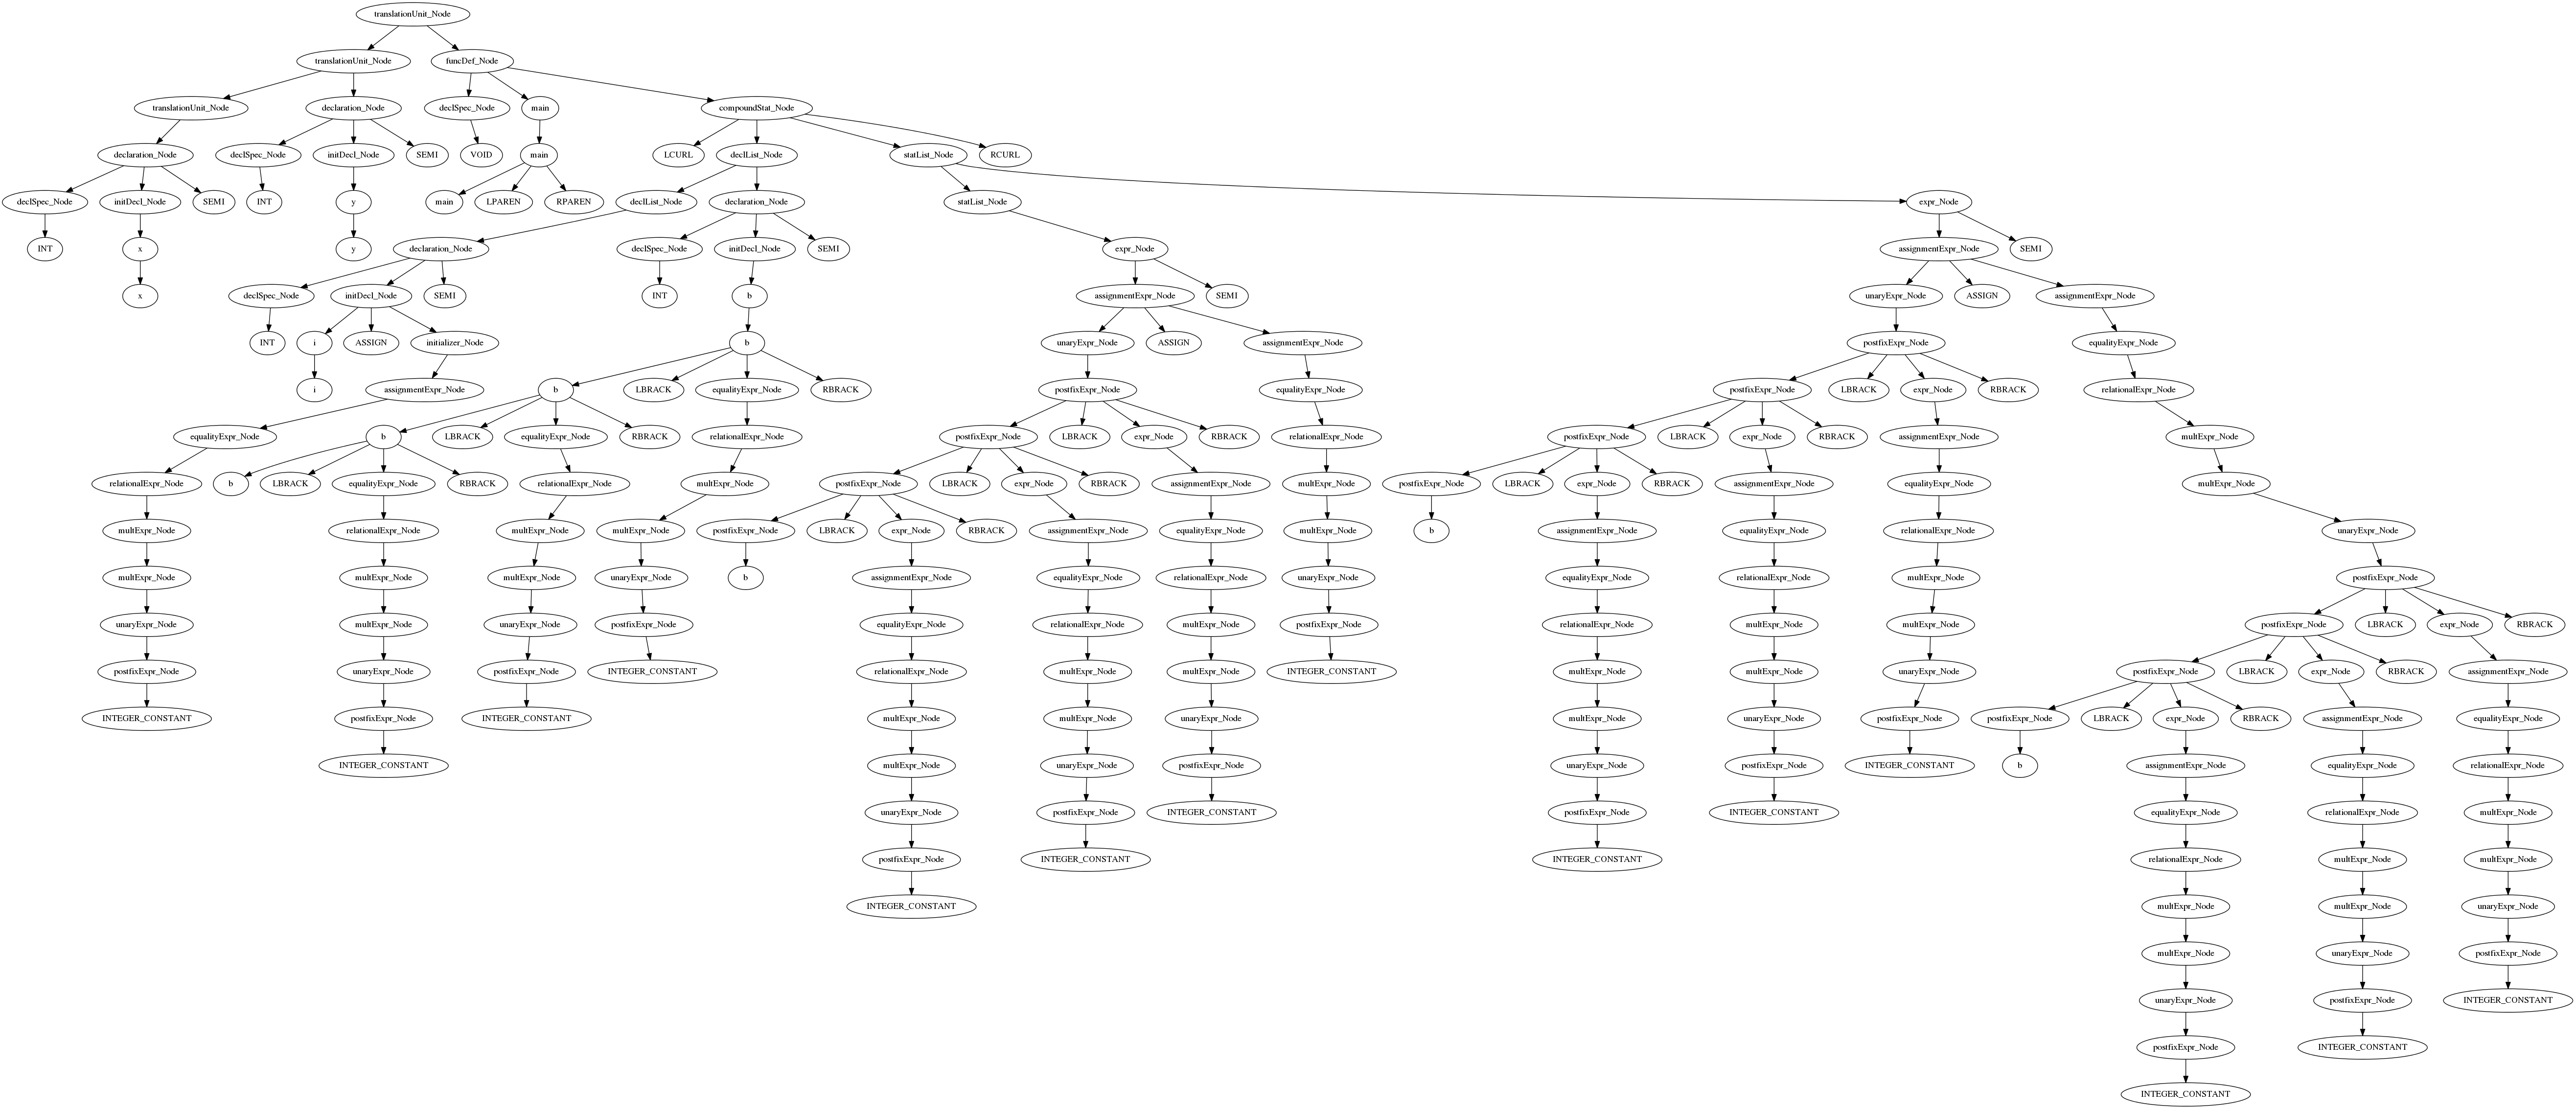 translationUnit_Node
translationUnit_Node funcDef_Node
translationUnit_Node declaration_Node declSpec_Node main compoundStat_Node
declaration_Node declSpec_Node initDecl_Node SEMI VOID main LCURL declList_Node statList_Node RCURL
declSpec_Node initDecl_Node SEMI INT y main LPAREN RPAREN declList_Node declaration_Node statList_Node expr_Node
INT x y declaration_Node declSpec_Node initDecl_Node SEMI expr_Node assignmentExpr_Node SEMI
x declSpec_Node initDecl_Node SEMI INT b assignmentExpr_Node SEMI unaryExpr_Node ASSIGN assignmentExpr_Node
INT i ASSIGN initializer_Node b unaryExpr_Node ASSIGN assignmentExpr_Node postfixExpr_Node equalityExpr_Node
i assignmentExpr_Node b LBRACK equalityExpr_Node RBRACK postfixExpr_Node equalityExpr_Node postfixExpr_Node LBRACK expr_Node RBRACK relationalExpr_Node
equalityExpr_Node b LBRACK equalityExpr_Node RBRACK relationalExpr_Node postfixExpr_Node LBRACK expr_Node RBRACK relationalExpr_Node postfixExpr_Node LBRACK expr_Node RBRACK assignmentExpr_Node multExpr_Node
relationalExpr_Node b LBRACK equalityExpr_Node RBRACK relationalExpr_Node multExpr_Node postfixExpr_Node LBRACK expr_Node RBRACK assignmentExpr_Node multExpr_Node postfixExpr_Node LBRACK expr_Node RBRACK assignmentExpr_Node equalityExpr_Node multExpr_Node
multExpr_Node relationalExpr_Node multExpr_Node multExpr_Node postfixExpr_Node LBRACK expr_Node RBRACK assignmentExpr_Node equalityExpr_Node multExpr_Node b assignmentExpr_Node equalityExpr_Node relationalExpr_Node unaryExpr_Node
multExpr_Node multExpr_Node multExpr_Node unaryExpr_Node b assignmentExpr_Node equalityExpr_Node relationalExpr_Node unaryExpr_Node equalityExpr_Node relationalExpr_Node multExpr_Node postfixExpr_Node
unaryExpr_Node multExpr_Node unaryExpr_Node postfixExpr_Node equalityExpr_Node relationalExpr_Node multExpr_Node postfixExpr_Node relationalExpr_Node multExpr_Node multExpr_Node postfixExpr_Node LBRACK expr_Node RBRACK
postfixExpr_Node unaryExpr_Node postfixExpr_Node INTEGER_CONSTANT relationalExpr_Node multExpr_Node multExpr_Node INTEGER_CONSTANT multExpr_Node multExpr_Node unaryExpr_Node postfixExpr_Node LBRACK expr_Node RBRACK assignmentExpr_Node
INTEGER_CONSTANT postfixExpr_Node INTEGER_CONSTANT multExpr_Node multExpr_Node unaryExpr_Node multExpr_Node unaryExpr_Node postfixExpr_Node postfixExpr_Node LBRACK expr_Node RBRACK assignmentExpr_Node equalityExpr_Node
INTEGER_CONSTANT multExpr_Node unaryExpr_Node postfixExpr_Node unaryExpr_Node postfixExpr_Node INTEGER_CONSTANT b assignmentExpr_Node equalityExpr_Node relationalExpr_Node
unaryExpr_Node postfixExpr_Node INTEGER_CONSTANT postfixExpr_Node INTEGER_CONSTANT equalityExpr_Node relationalExpr_Node multExpr_Node
postfixExpr_Node INTEGER_CONSTANT INTEGER_CONSTANT relationalExpr_Node multExpr_Node multExpr_Node
INTEGER_CONSTANT multExpr_Node multExpr_Node unaryExpr_Node
multExpr_Node unaryExpr_Node postfixExpr_Node
unaryExpr_Node postfixExpr_Node INTEGER_CONSTANT
postfixExpr_Node INTEGER_CONSTANT
INTEGER_CONSTANT